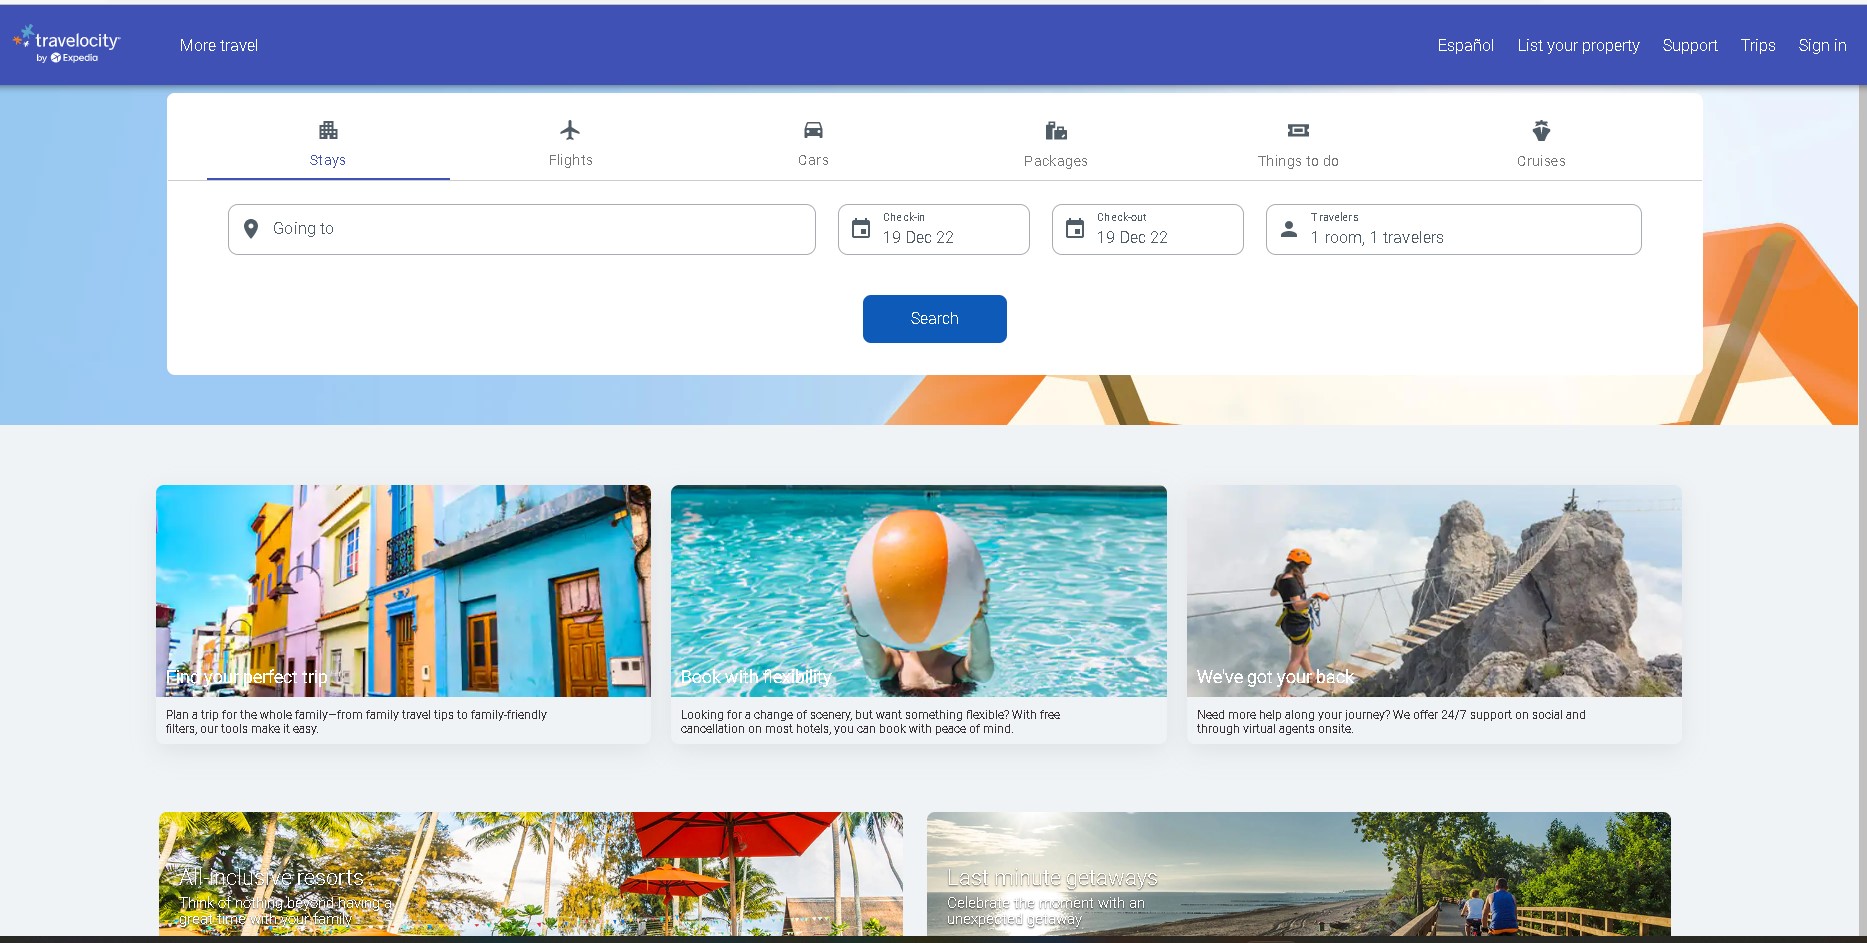 travelocity
by Expedia
More travel
Español
List your property
Support
Trips
Sign in
Stays
Flights
Cars
Packages
Things to do
Cruises
Going to
Check-in
19 Dec 22
Check-out
19 Dec 22
Travelers
1 room, 1 travelers
Search
Find your perfect trip
Plan a trip for the whole family—from family travel tips to family-friendly
filters, our tools make it easy.
Book with flexibility
Looking for a change of scenery, but want something flexible? With free
cancellation on most hotels, you can book with peace of mind.
We've got your back
Need more help along your journey? We offer 24/7 support on social and
through virtual agents onsite.
All-inclusive resorts
Think of nothing beyond having a
great time with your family
Last minute getaways
Celebrate the moment with an
unexpected getaway